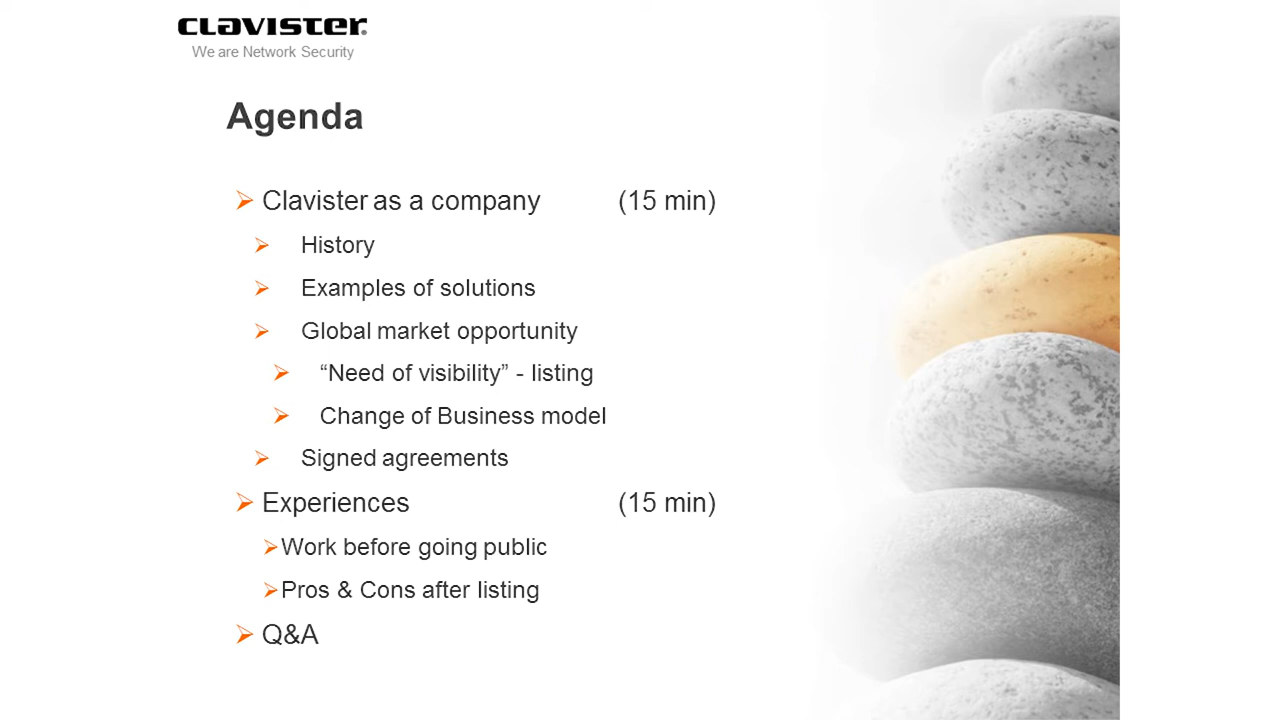 clavister®
We are Network Security
Agenda
Clavister as a company (15 min)
History
Examples of solutions
Global market opportunity
“Need of visibility” - listing
Change of Business model
Signed agreements
Experiences (15 min)
Work before going public
Pros & Cons after listing
Q&A